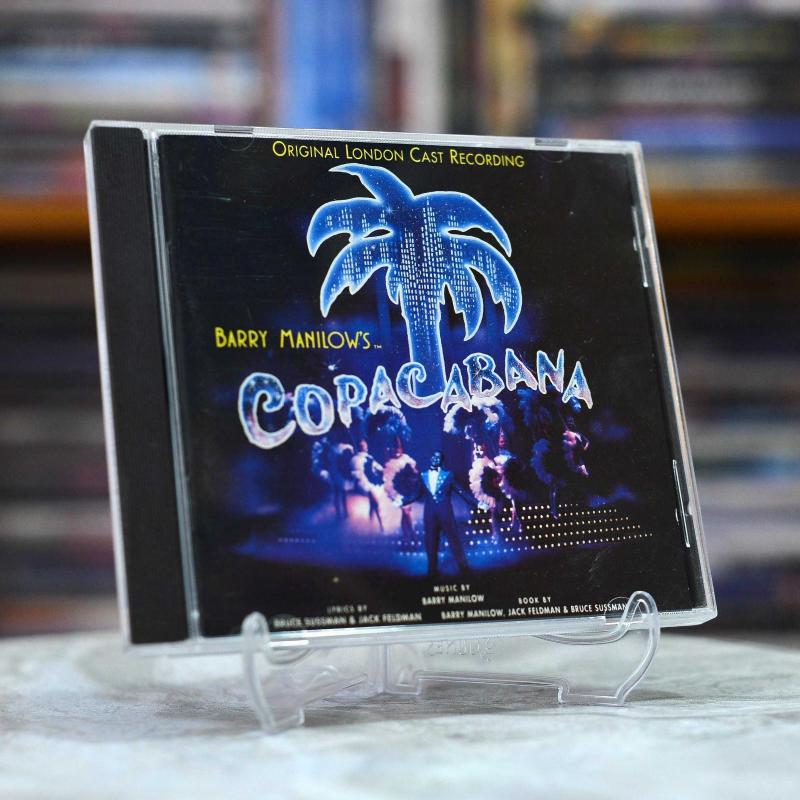 ORIGINAL LONDON CAST RECORDING
BARRY MANILOW'S™
COPACABANA
MUSIC BY
BARRY MANILOW
LYRICS BY
BRUCE SUSSMAN & JACK FELDMAN
BOOK BY
BARRY MANILOW, JACK FELDMAN & BRUCE SUSSMAN